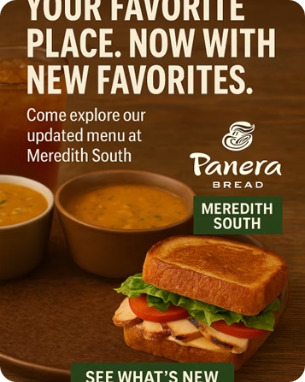 YOUR FAVORITE
PLACE. NOW WITH
NEW FAVORITES.
Come explore our
updated menu at
Meredith South
Panera
BREAD
MEREDITH
SOUTH
SEE WHAT'S NEW